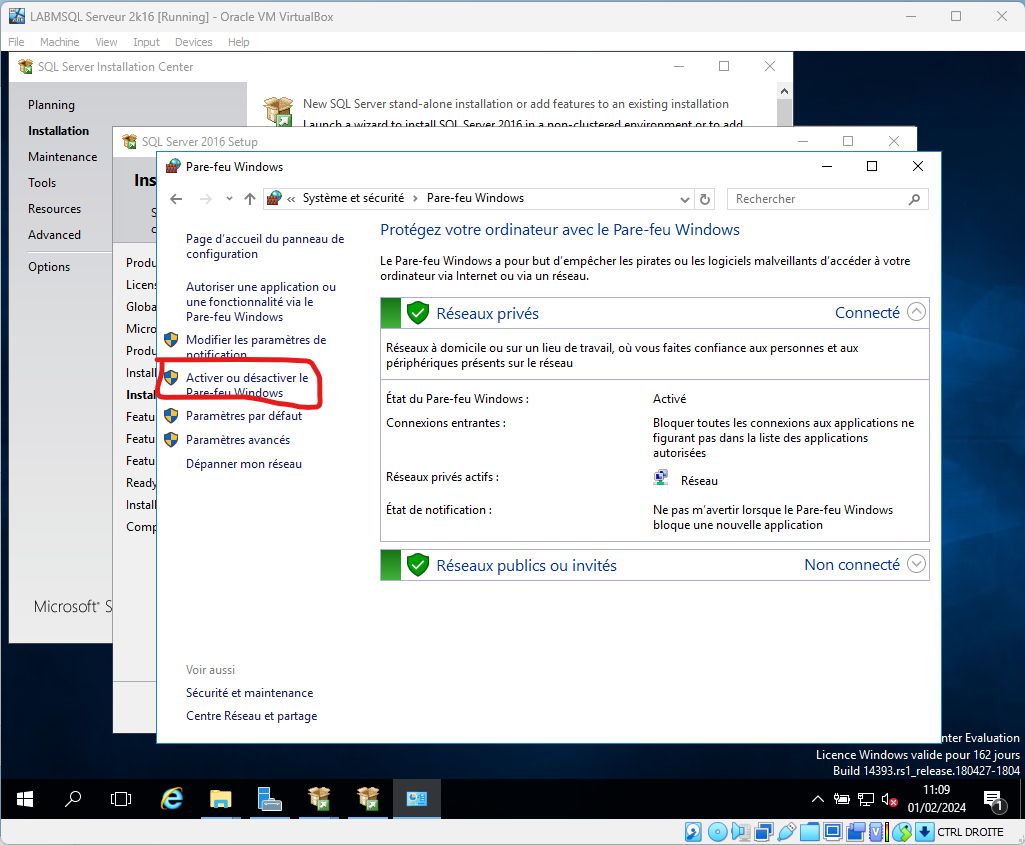 LABMSQL Serveur 2k16 [Running] - Oracle VM VirtualBox
File Machine View Input Devices Help
SQL Server Installation Center
Planning
Installation
Maintenance
Tools
Resources
Advanced
Options
New SQL Server stand-alone installation or add features to an existing installation
Launch a wizard to install SQL Server 2016 in a non-clustered environment or to add
Microsoft® S
SQL Server 2016 Setup
Ins
S
c
Produ
Licens
Globa
Micro
Produ
Install
Instal
Featu
Featu
Featu
Ready
Install
Comp
Pare-feu Windows
« Système et sécurité > Pare-feu Windows
Rechercher
Page d'accueil du panneau de
configuration
Autoriser une application ou
une fonctionnalité via le
Pare-feu Windows
Modifier les paramètres de
notification
Activer ou désactiver le
Pare-feu Windows
Paramètres par défaut
Paramètres avancés
Dépanner mon réseau
Voir aussi
Sécurité et maintenance
Centre Réseau et partage
Protégez votre ordinateur avec le Pare-feu Windows
Le Pare-feu Windows a pour but d'empêcher les pirates ou les logiciels malveillants d'accéder à votre
ordinateur via Internet ou via un réseau.
Réseaux privés Connecté
Réseaux à domicile ou sur un lieu de travail, où vous faites confiance aux personnes et aux
périphériques présents sur le réseau
État du Pare-feu Windows : Activé
Connexions entrantes : Bloquer toutes les connexions aux applications ne
figurant pas dans la liste des applications
autorisées
Réseaux privés actifs : Réseau
État de notification : Ne pas m'avertir lorsque le Pare-feu Windows
bloque une nouvelle application
Réseaux publics ou invités Non connecté
nter Evaluation
Licence Windows valide pour 162 jours
Build 14393.rs1_release.180427-1804
11:09
01/02/2024
1
CTRL DROITE